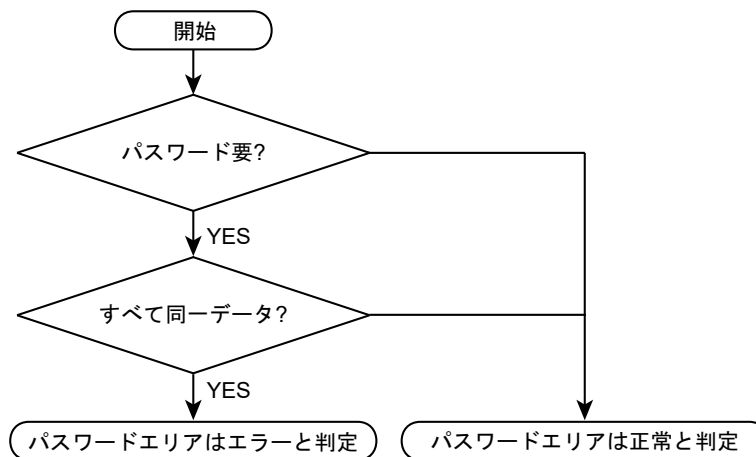 開始
パスワード要?
YES
すべて同一データ?
YES
パスワードエリアはエラーと判定
パスワードエリアは正常と判定